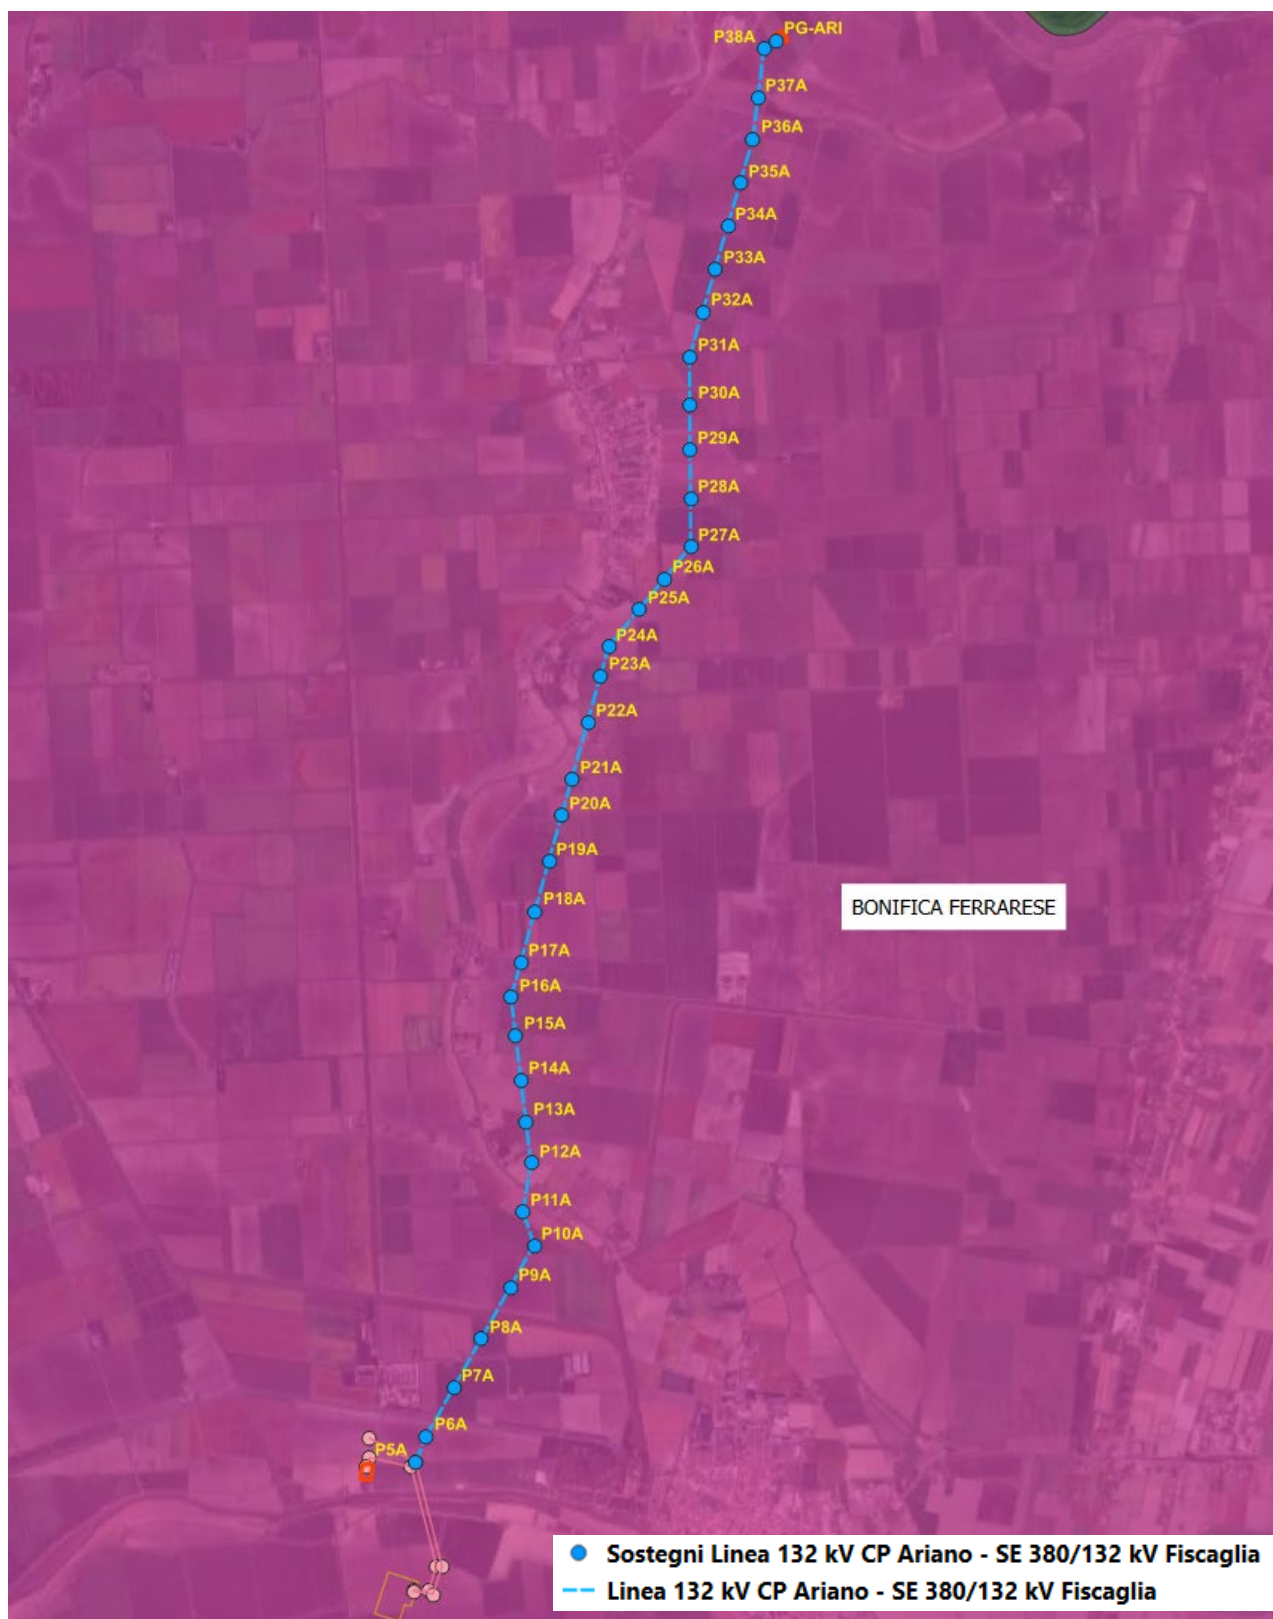 PG-ARI
P38A
P37A
P36A
P35A
P34A
P33A
P32A
P31A
P30A
P29A
P28A
P27A
P26A
P25A
P24A
P23A
P22A
P21A
P20A
P19A
P18A
BONIFICA FERRARESE
P17A
P16A
P15A
P14A
P13A
P12A
P11A
P10A
P9A
P8A
P7A
P6A
P5A
Sostegni Linea 132 kV CP Ariano - SE 380/132 kV Fiscaglia
Linea 132 kV CP Ariano - SE 380/132 kV Fiscaglia